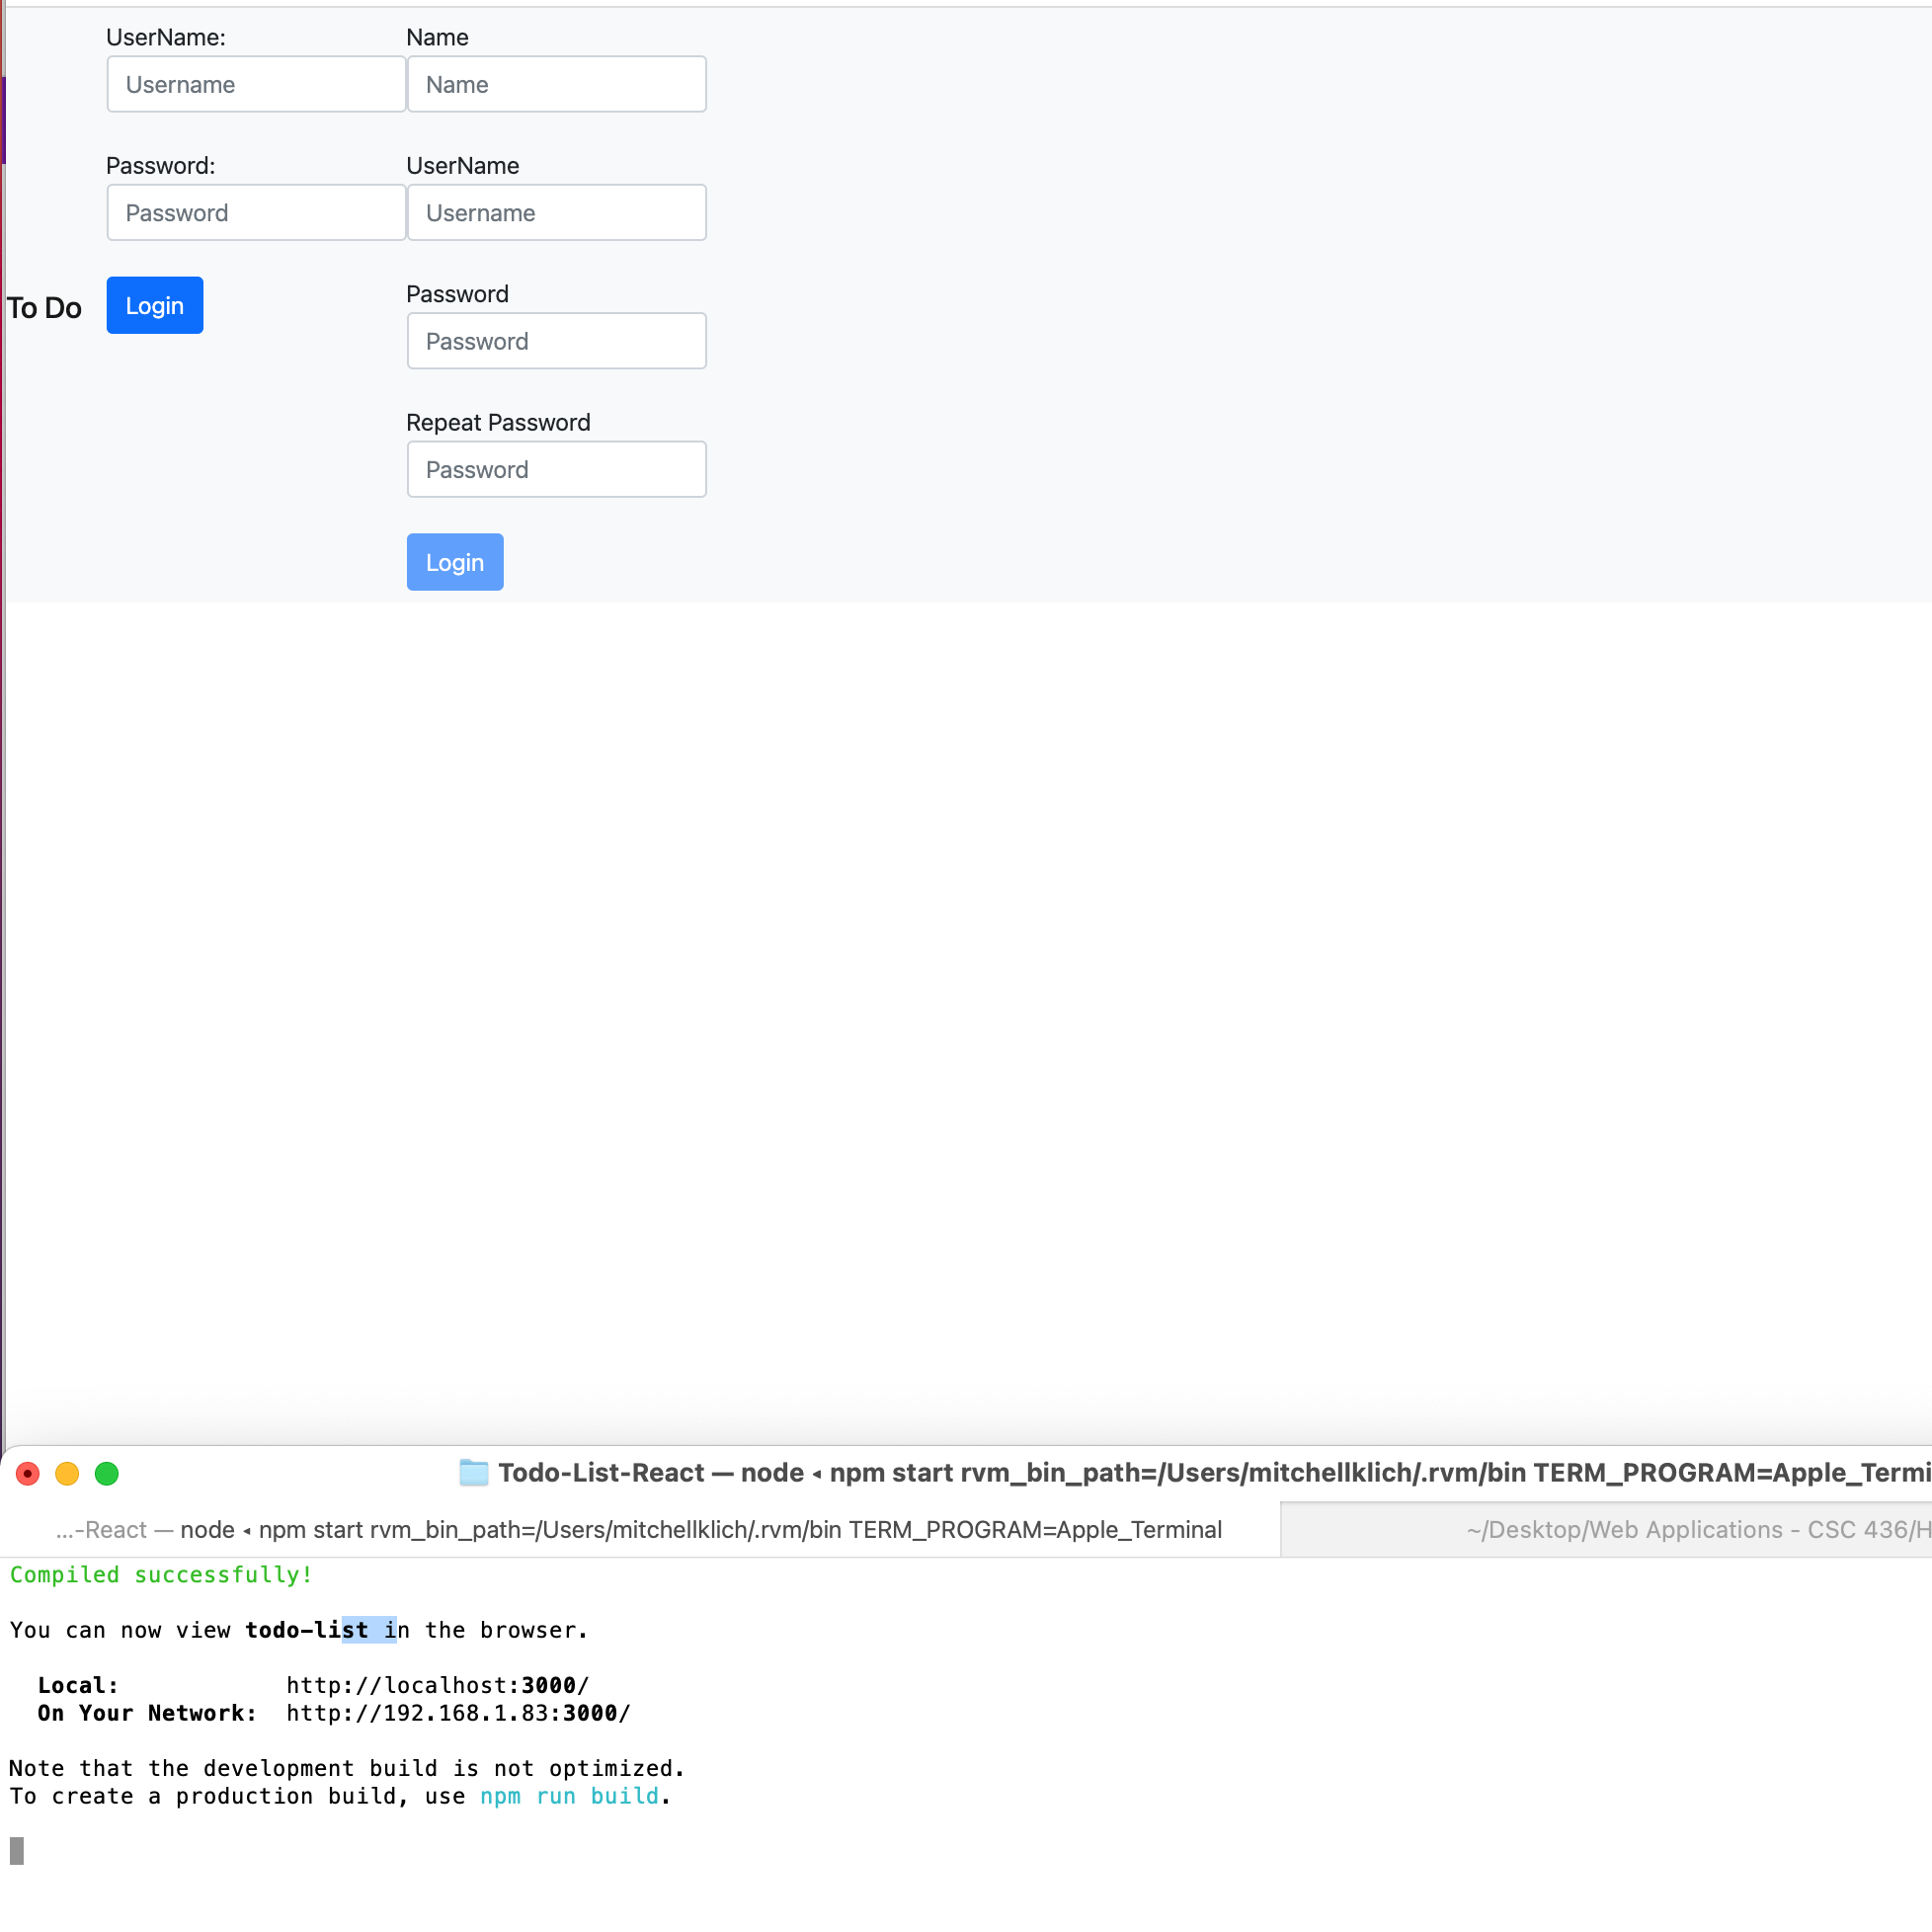 UserName: Name
Username Name
Password: UserName
Password Username
To Do Login Password
Password
Repeat Password
Password
Login
Todo-List-React — node ◂ npm start rvm_bin_path=/Users/mitchellklich/.rvm/bin TERM_PROGRAM=Apple_Termi
...-React — node ◂ npm start rvm_bin_path=/Users/mitchellklich/.rvm/bin TERM_PROGRAM=Apple_Terminal ~/Desktop/Web Applications - CSC 436/H
Compiled successfully!
You can now view todo-list in the browser.
Local: http://localhost:3000/
On Your Network: http://192.168.1.83:3000/
Note that the development build is not optimized.
To create a production build, use npm run build.